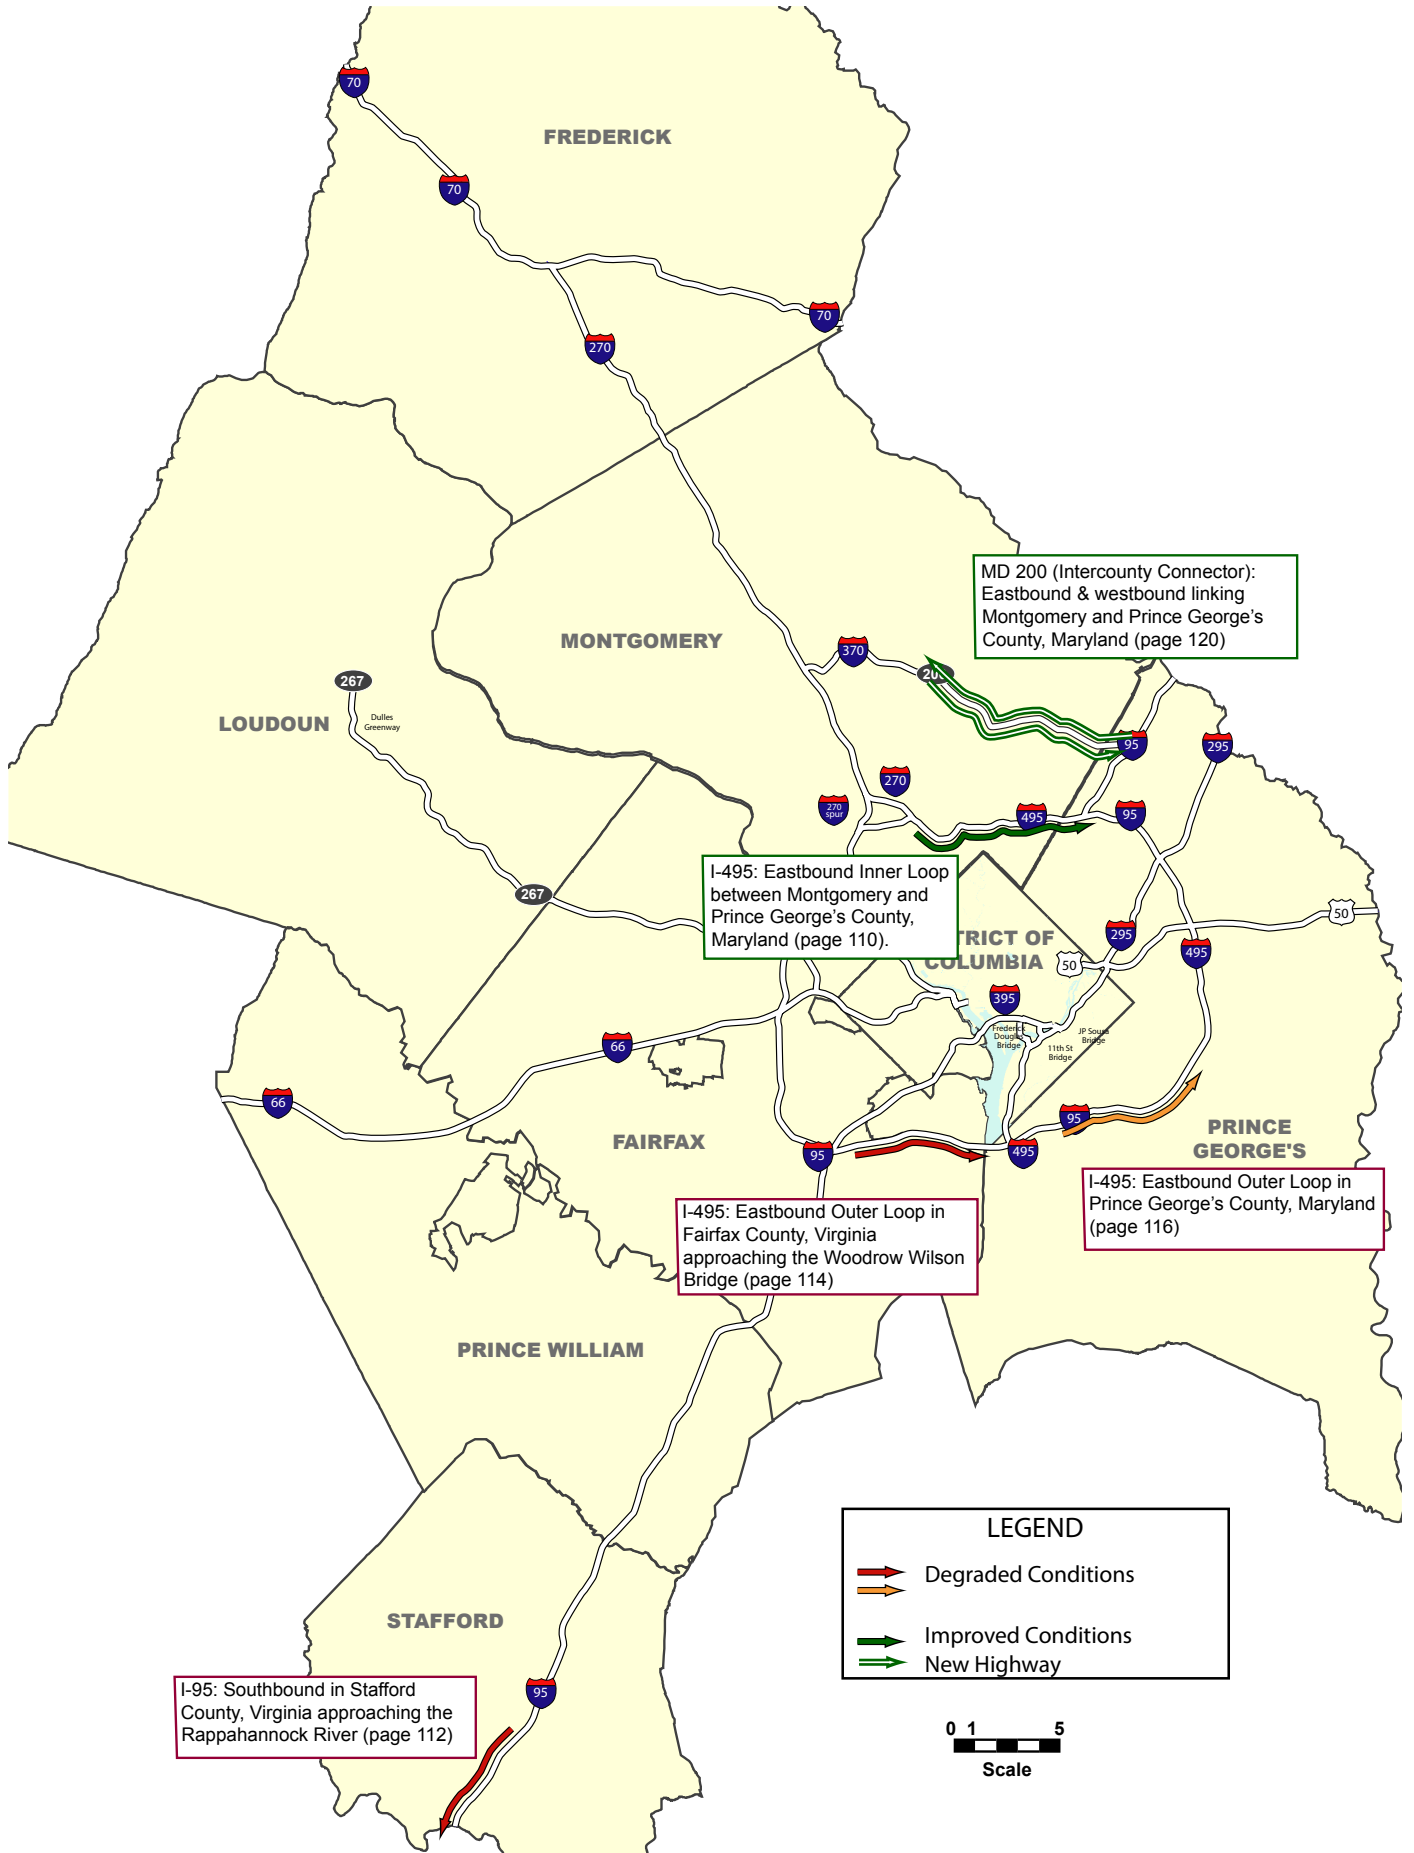 70
FREDERICK
70
70
270
MD 200 (Intercounty Connector):
Eastbound & westbound linking
Montgomery and Prince George's
County, Maryland (page 120)
MONTGOMERY
370
267
Dulles
Greenway
LOUDOUN
95
295
270
270
spur
495
95
I-495: Eastbound Inner Loop
between Montgomery and
Prince George's County,
Maryland (page 110).
267
50
295
TRICT OF
COLUMBIA
50
495
395
Frederick
Douglas
Bridge
JP Sousa
Bridge
11th St
Bridge
66
66
95
PRINCE
GEORGE'S
FAIRFAX
95
495
I-495: Eastbound Outer Loop in
Prince George's County, Maryland
(page 116)
I-495: Eastbound Outer Loop in
Fairfax County, Virginia
approaching the Woodrow Wilson
Bridge (page 114)
PRINCE WILLIAM
LEGEND
Degraded Conditions
Improved Conditions
New Highway
STAFFORD
95
I-95: Southbound in Stafford
County, Virginia approaching the
Rappahannock River (page 112)
0 1 5
Scale